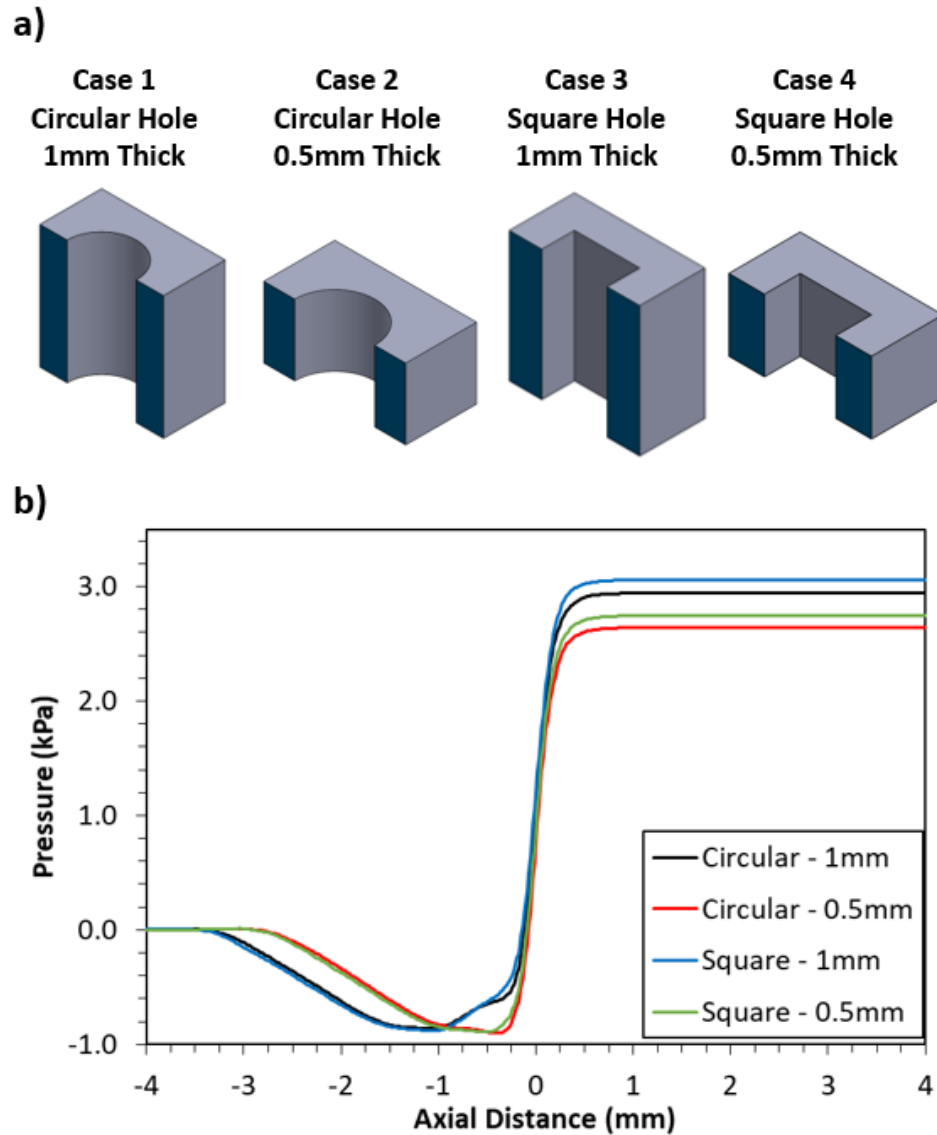 a)
Case 1
Circular Hole
1mm Thick
Case 2
Circular Hole
0.5mm Thick
Case 3
Square Hole
1mm Thick
Case 4
Square Hole
0.5mm Thick
b)
Pressure (kPa)
3.0
2.0
1.0
0.0
-1.0
Circular - 1mm
Circular - 0.5mm
Square - 1mm
Square - 0.5mm
-4 -3 -2 -1 0 1 2 3 4
Axial Distance (mm)